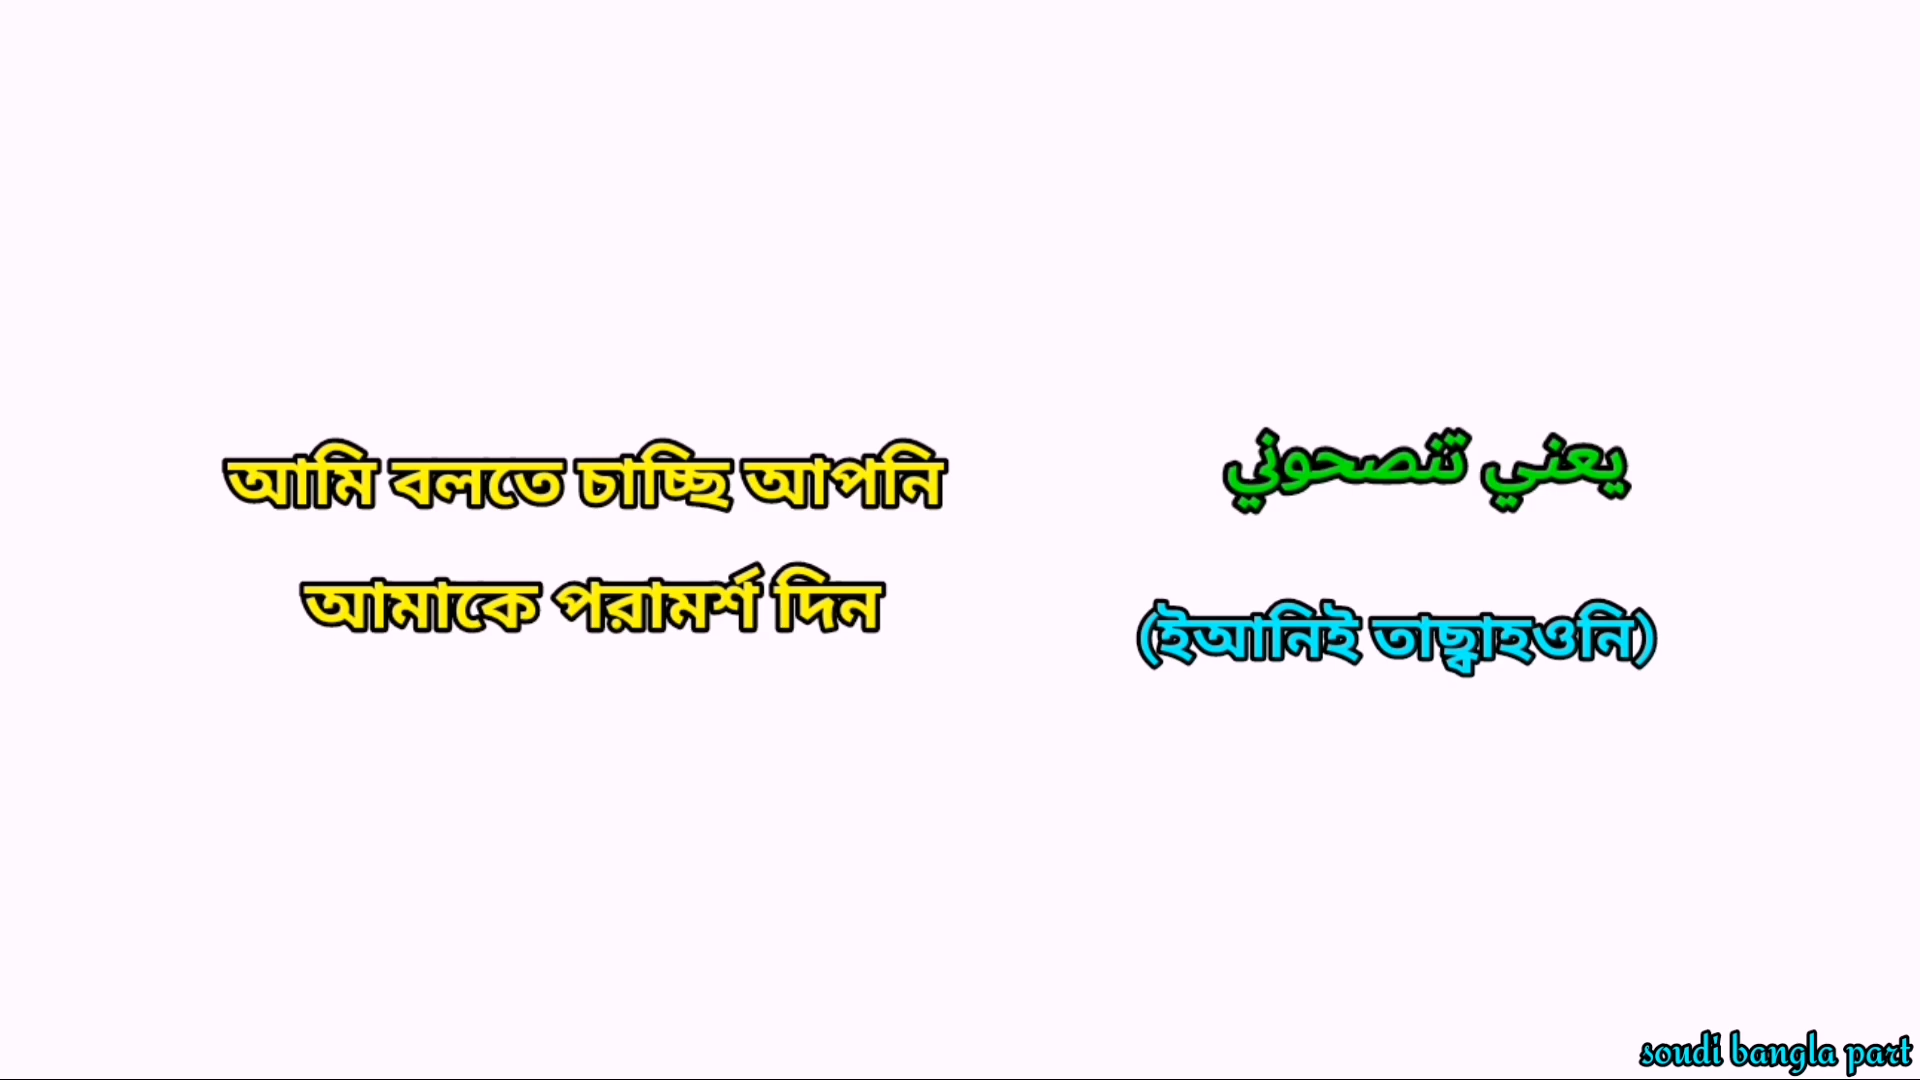 আমি বলতে চাচ্ছি আপনি
আমাকে পরামর্শ দিন
يعني تنصحوني
(ইআনিই তাছ্বাহওনি)
soudi bangla part